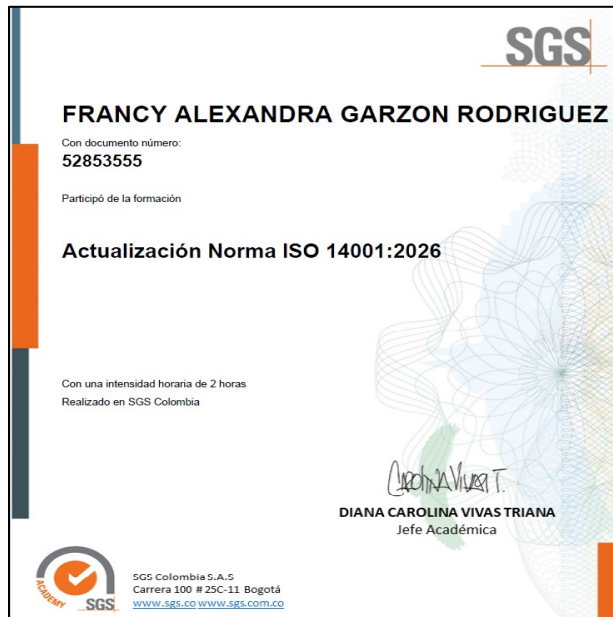 SGS
FRANCY ALEXANDRA GARZON RODRIGUEZ
Con documento número:
52853555
Participó de la formación
Actualización Norma ISO 14001:2026
Con una intensidad horaria de 2 horas
Realizado en SGS Colombia
CAROLINA VIVAS T.
DIANA CAROLINA VIVAS TRIANA
Jefe Académica
ACADEMY
SGS
SGS Colombia S.A.S
Carrera 100 # 25C-11 Bogotá
www.sgs.co www.sgs.com.co